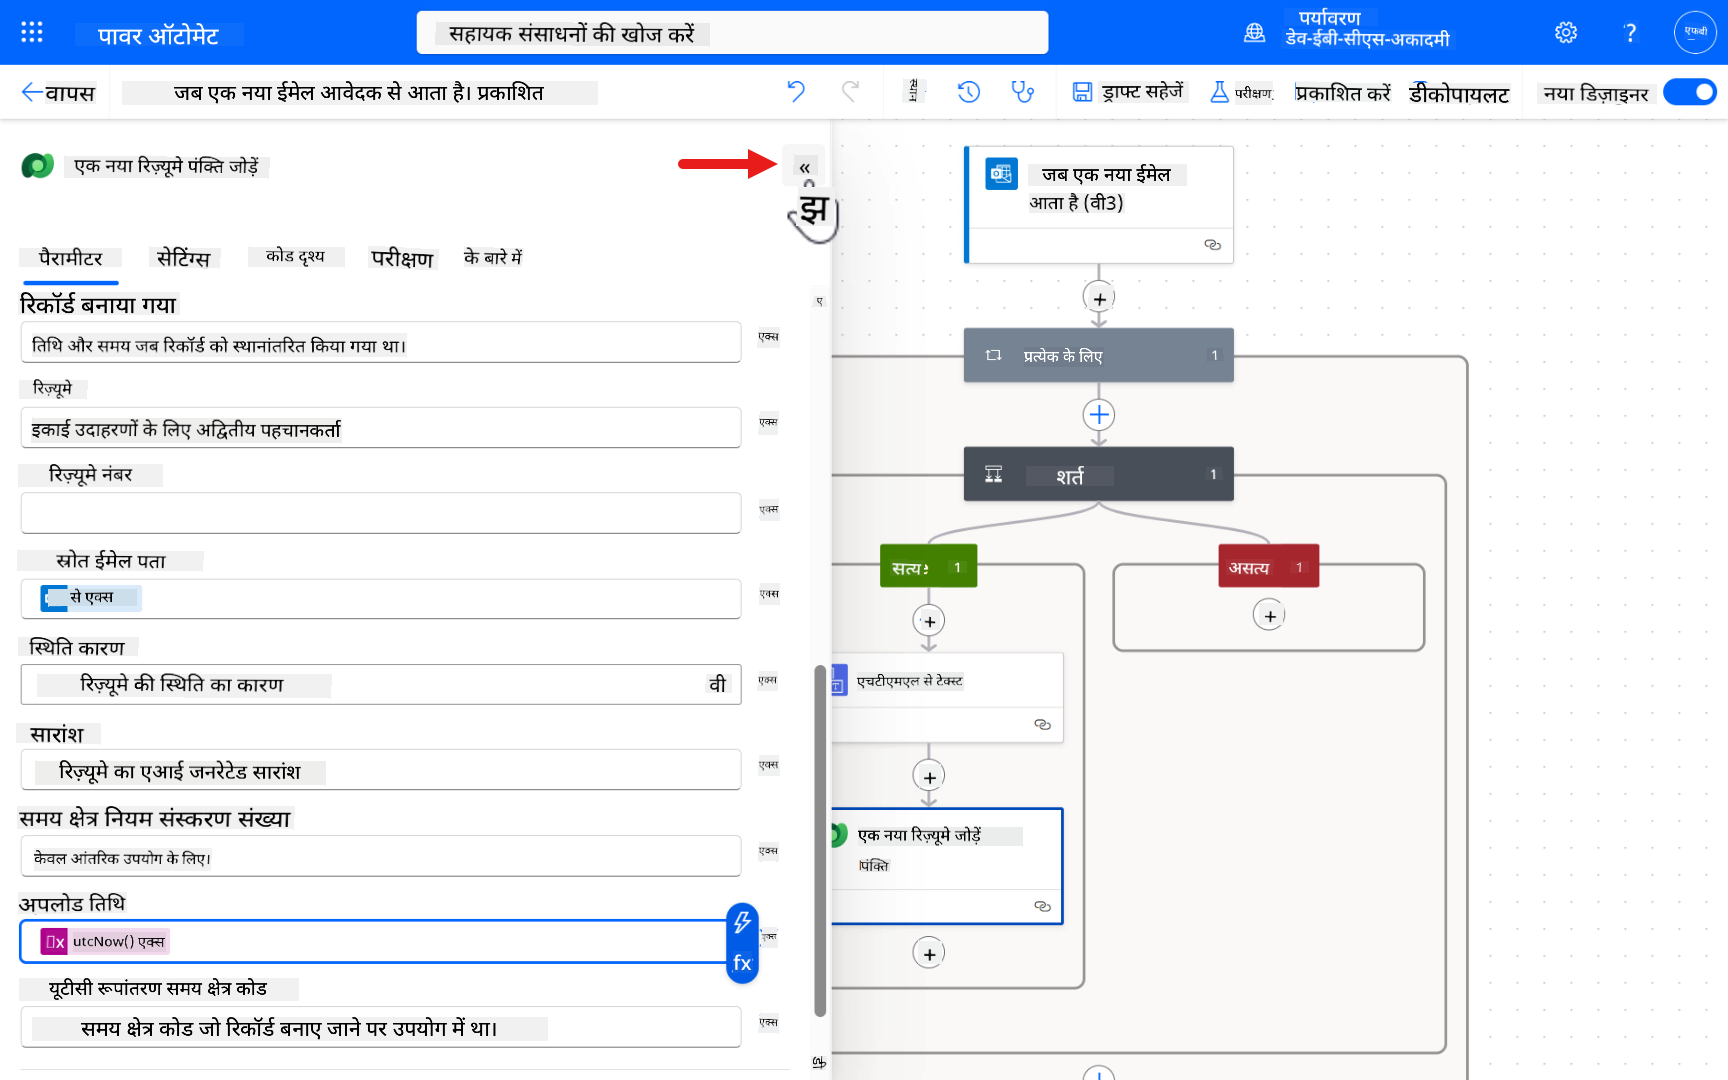 पावर ऑटोमेट
सहायक संसाधनों की खोज करें
पर्यावरण
डेव-ईबी-सीएस-अकादमी
?
एफबी
वापस
जब एक नया ईमेल आवेदक से आता है। प्रकाशित
ड्राफ्ट सहेजें
परीक्षण
प्रकाशित करें
डीकोपायलट
नया डिज़ाइनर
एक नया रिज़्यूमे पंक्ति जोड़ें
«
झ
पैरामीटर
सेटिंग्स
कोड दृश्य
परीक्षण
के बारे में
रिकॉर्ड बनाया गया
ए
तिथि और समय जब रिकॉर्ड को स्थानांतरित किया गया था।
एक्स
रिज़्यूमे
इकाई उदाहरणों के लिए अद्वितीय पहचानकर्ता
एक्स
रिज़्यूमे नंबर
एक्स
स्रोत ईमेल पता
से एक्स
एक्स
स्थिति कारण
रिज़्यूमे की स्थिति का कारण
वी
एक्स
सारांश
रिज़्यूमे का एआई जनरेटेड सारांश
एक्स
समय क्षेत्र नियम संस्करण संख्या
केवल आंतरिक उपयोग के लिए।
एक्स
अपलोड तिथि
utcNow() एक्स
एक्स
fx
यूटीसी रूपांतरण समय क्षेत्र कोड
समय क्षेत्र कोड जो रिकॉर्ड बनाए जाने पर उपयोग में था।
एक्स
जब एक नया ईमेल
आता है (वी3)
प्रत्येक के लिए
1
शर्त
1
सत्य
1
असत्य
1
एचटीएमएल से टेक्स्ट
एक नया रिज़्यूमे जोड़ें
पंक्ति